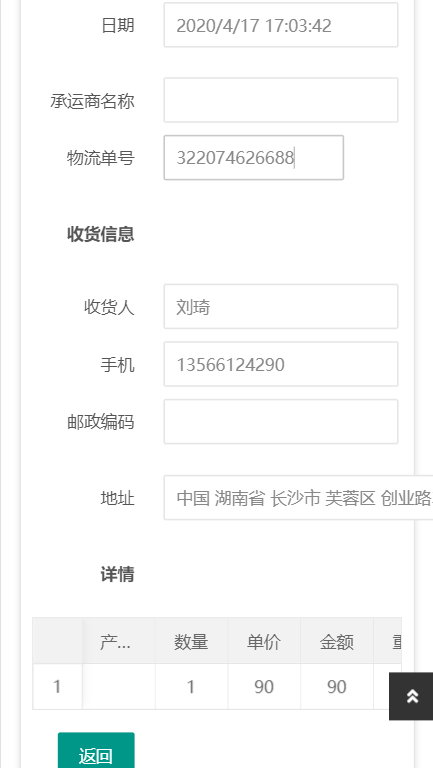 日期 2020/4/17 17:03:42
承运商名称
物流单号 322074626688
收货信息
收货人 刘琦
手机 13566124290
邮政编码
地址 中国 湖南省 长沙市 芙蓉区 创业路
详情
产... 数量 单价 金额
1 1 90 90
返回